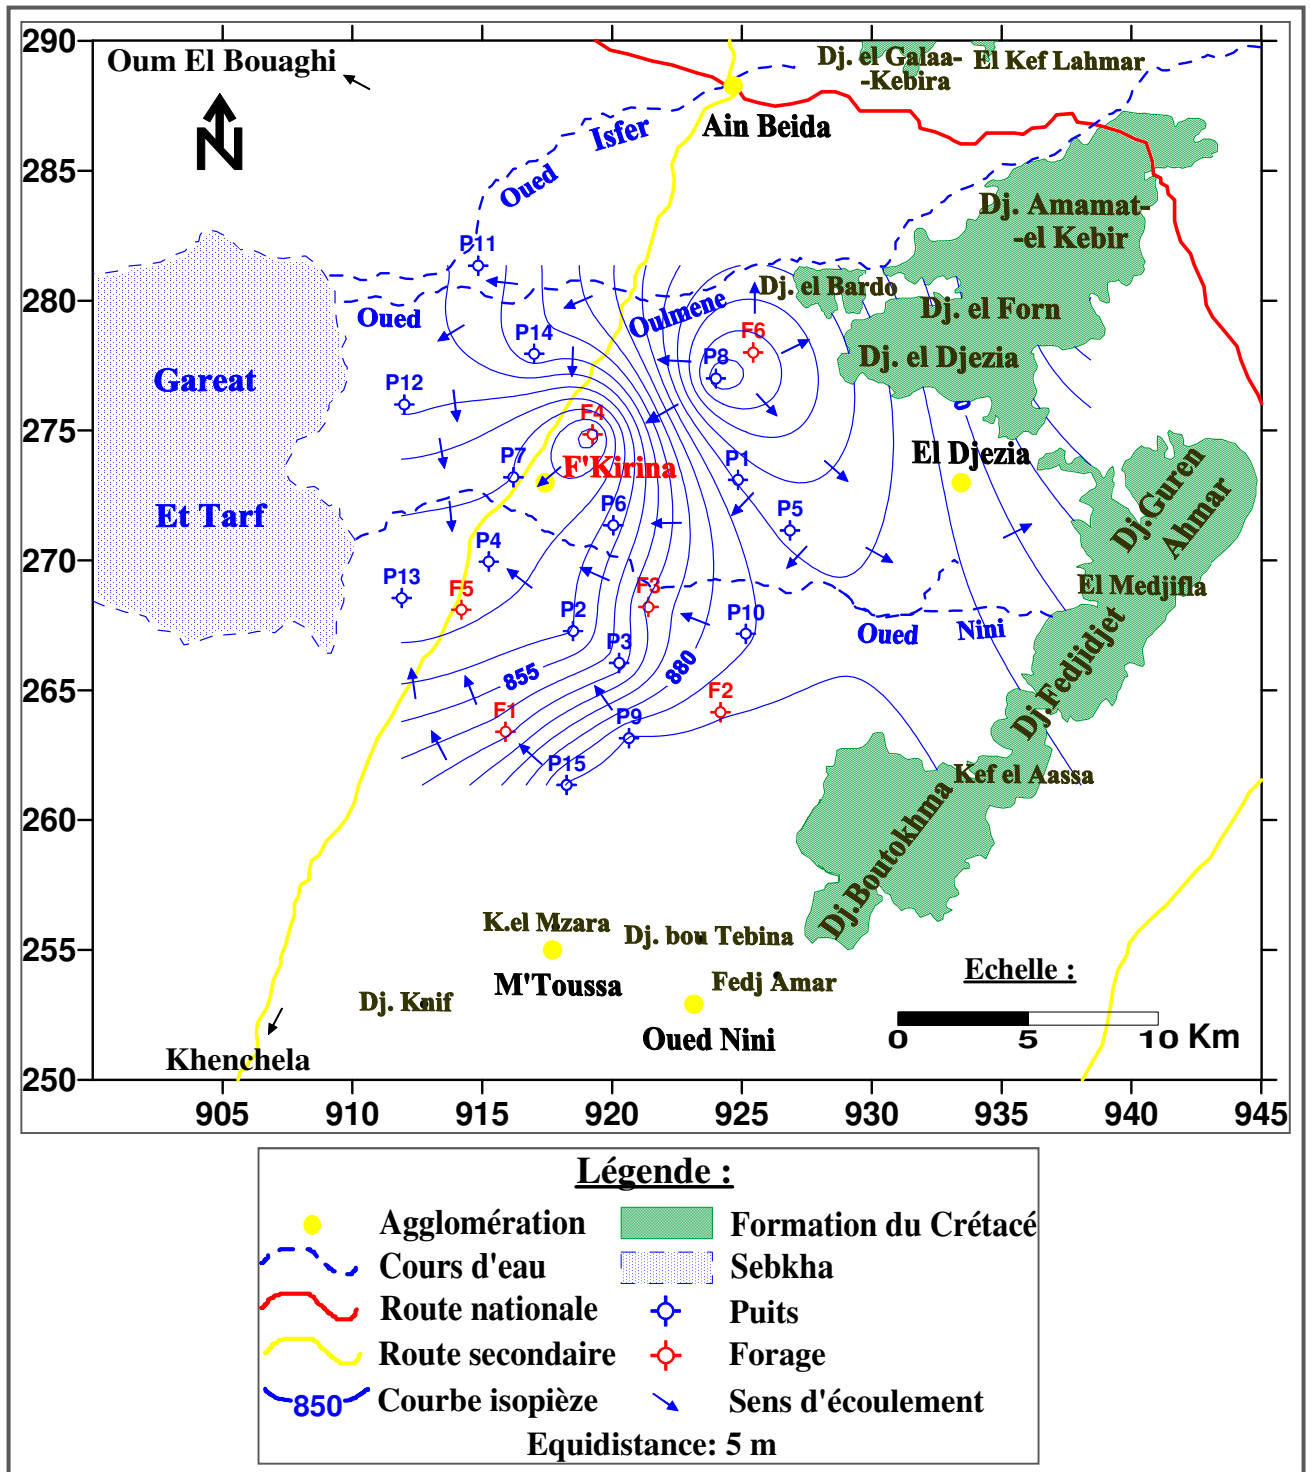 290
285
280
275
270
265
260
255
250
905
910
915
920
925
930
935
940
945
Oum El Bouaghi
N
Dj. el Galaa-
-Kebira
El Kef Lahmar
Ain Beida
Oued Isfer
Dj. Amamat-
-el Kebir
P11
Dj. el Bardo
Oued
Oulmene
Dj. el Forn
P14
F6
P8
Dj. el Djezia
Gareat
P12
F4
F'Kirina
P7
P1
El Djezia
Dj.Guren
Ahmar
Et Tarf
P6
P5
P4
P13
F5
F3
El Medjifla
P2
P10
Oued Nini
P3
Dj.Fedjidjet
855
880
F2
F1
P9
P15
Kef el Aassa
Dj.Boutokhma
K.el Mzara
Dj. bou Tebina
M'Toussa
Fedj Amar
Dj. Knif
Oued Nini
Khenchela
Echelle :
0 5 10 Km
Légende :
Agglomération
Formation du Crétacé
Cours d'eau
Sebkha
Route nationale
Puits
Route secondaire
Forage
850
Courbe isopièze
Sens d'écoulement
Equidistance: 5 m